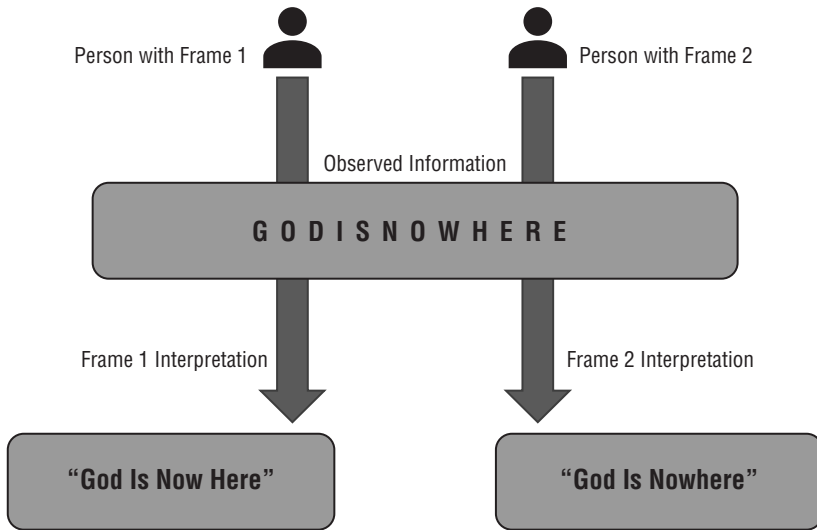 Person with Frame 1
Person with Frame 2
Observed Information
G O D I S N O W H E R E
Frame 1 Interpretation
Frame 2 Interpretation
“God Is Now Here”
“God Is Nowhere”